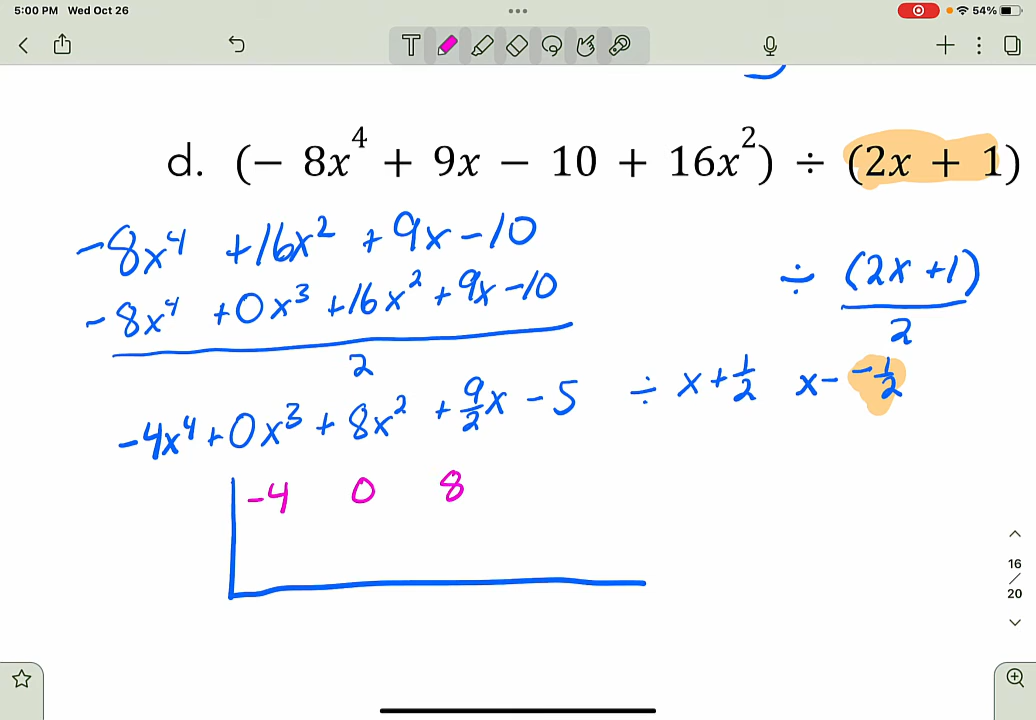 5:00 PM Wed Oct 26 54%
T
d. (− 8x⁴ + 9x − 10 + 16x²) ÷ (2x + 1)
-8x⁴ +16x² +9x -10
-8x⁴ +0x³ +16x² +9x -10 ÷ (2x +1)
2 2
-4x⁴ +0x³ +8x² +9/2x -5 ÷ x+1/2 x- -1/2
-4 0 8
16
/
20